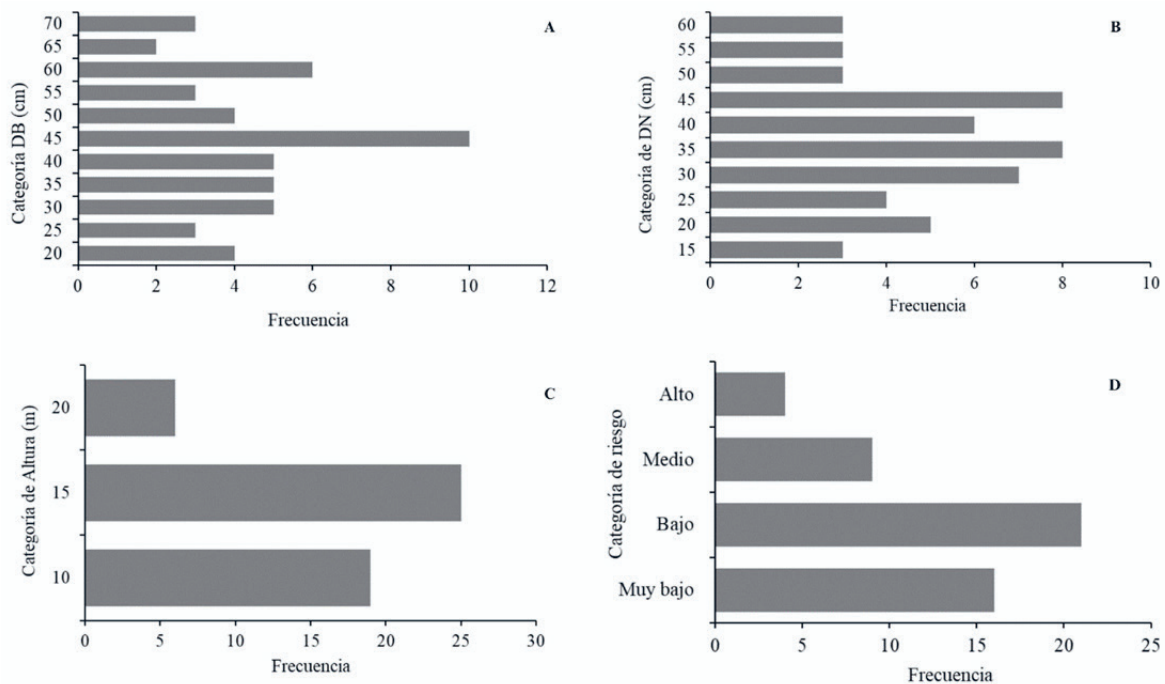 A
Categoría DB (cm)
70
65
60
55
50
45
40
35
30
25
20
0 2 4 6 8 10 12
Frecuencia
B
Categoría de DN (cm)
60
55
50
45
40
35
30
25
20
15
0 2 4 6 8 10
Frecuencia
C
Categoría de Altura (m)
20
15
10
0 5 10 15 20 25 30
Frecuencia
D
Categoría de riesgo
Alto
Medio
Bajo
Muy bajo
0 5 10 15 20 25
Frecuencia